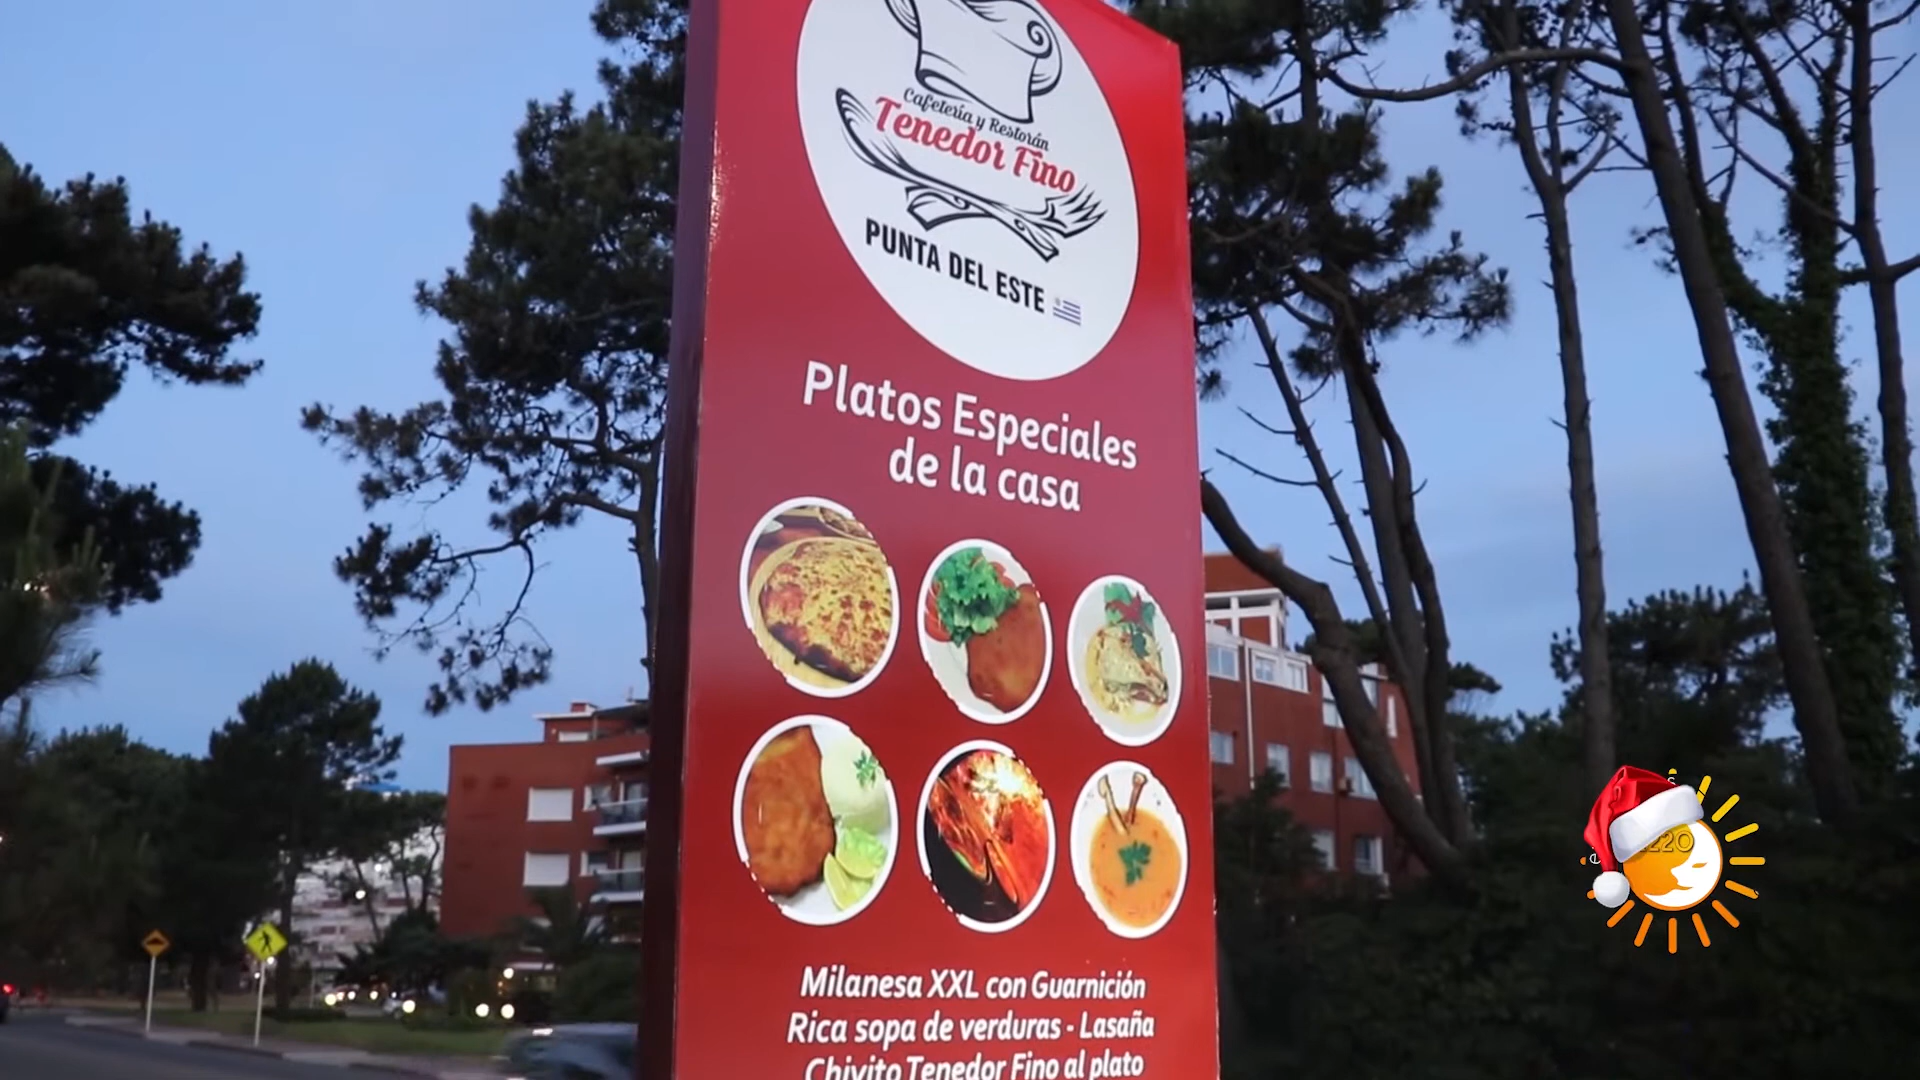 Cafetería y Restorán
Tenedor Fino
PUNTA DEL ESTE
Platos Especiales
de la casa
Milanesa XXL con Guarnición
Rica sopa de verduras - Lasaña
Chivito Tenedor Fino al plato